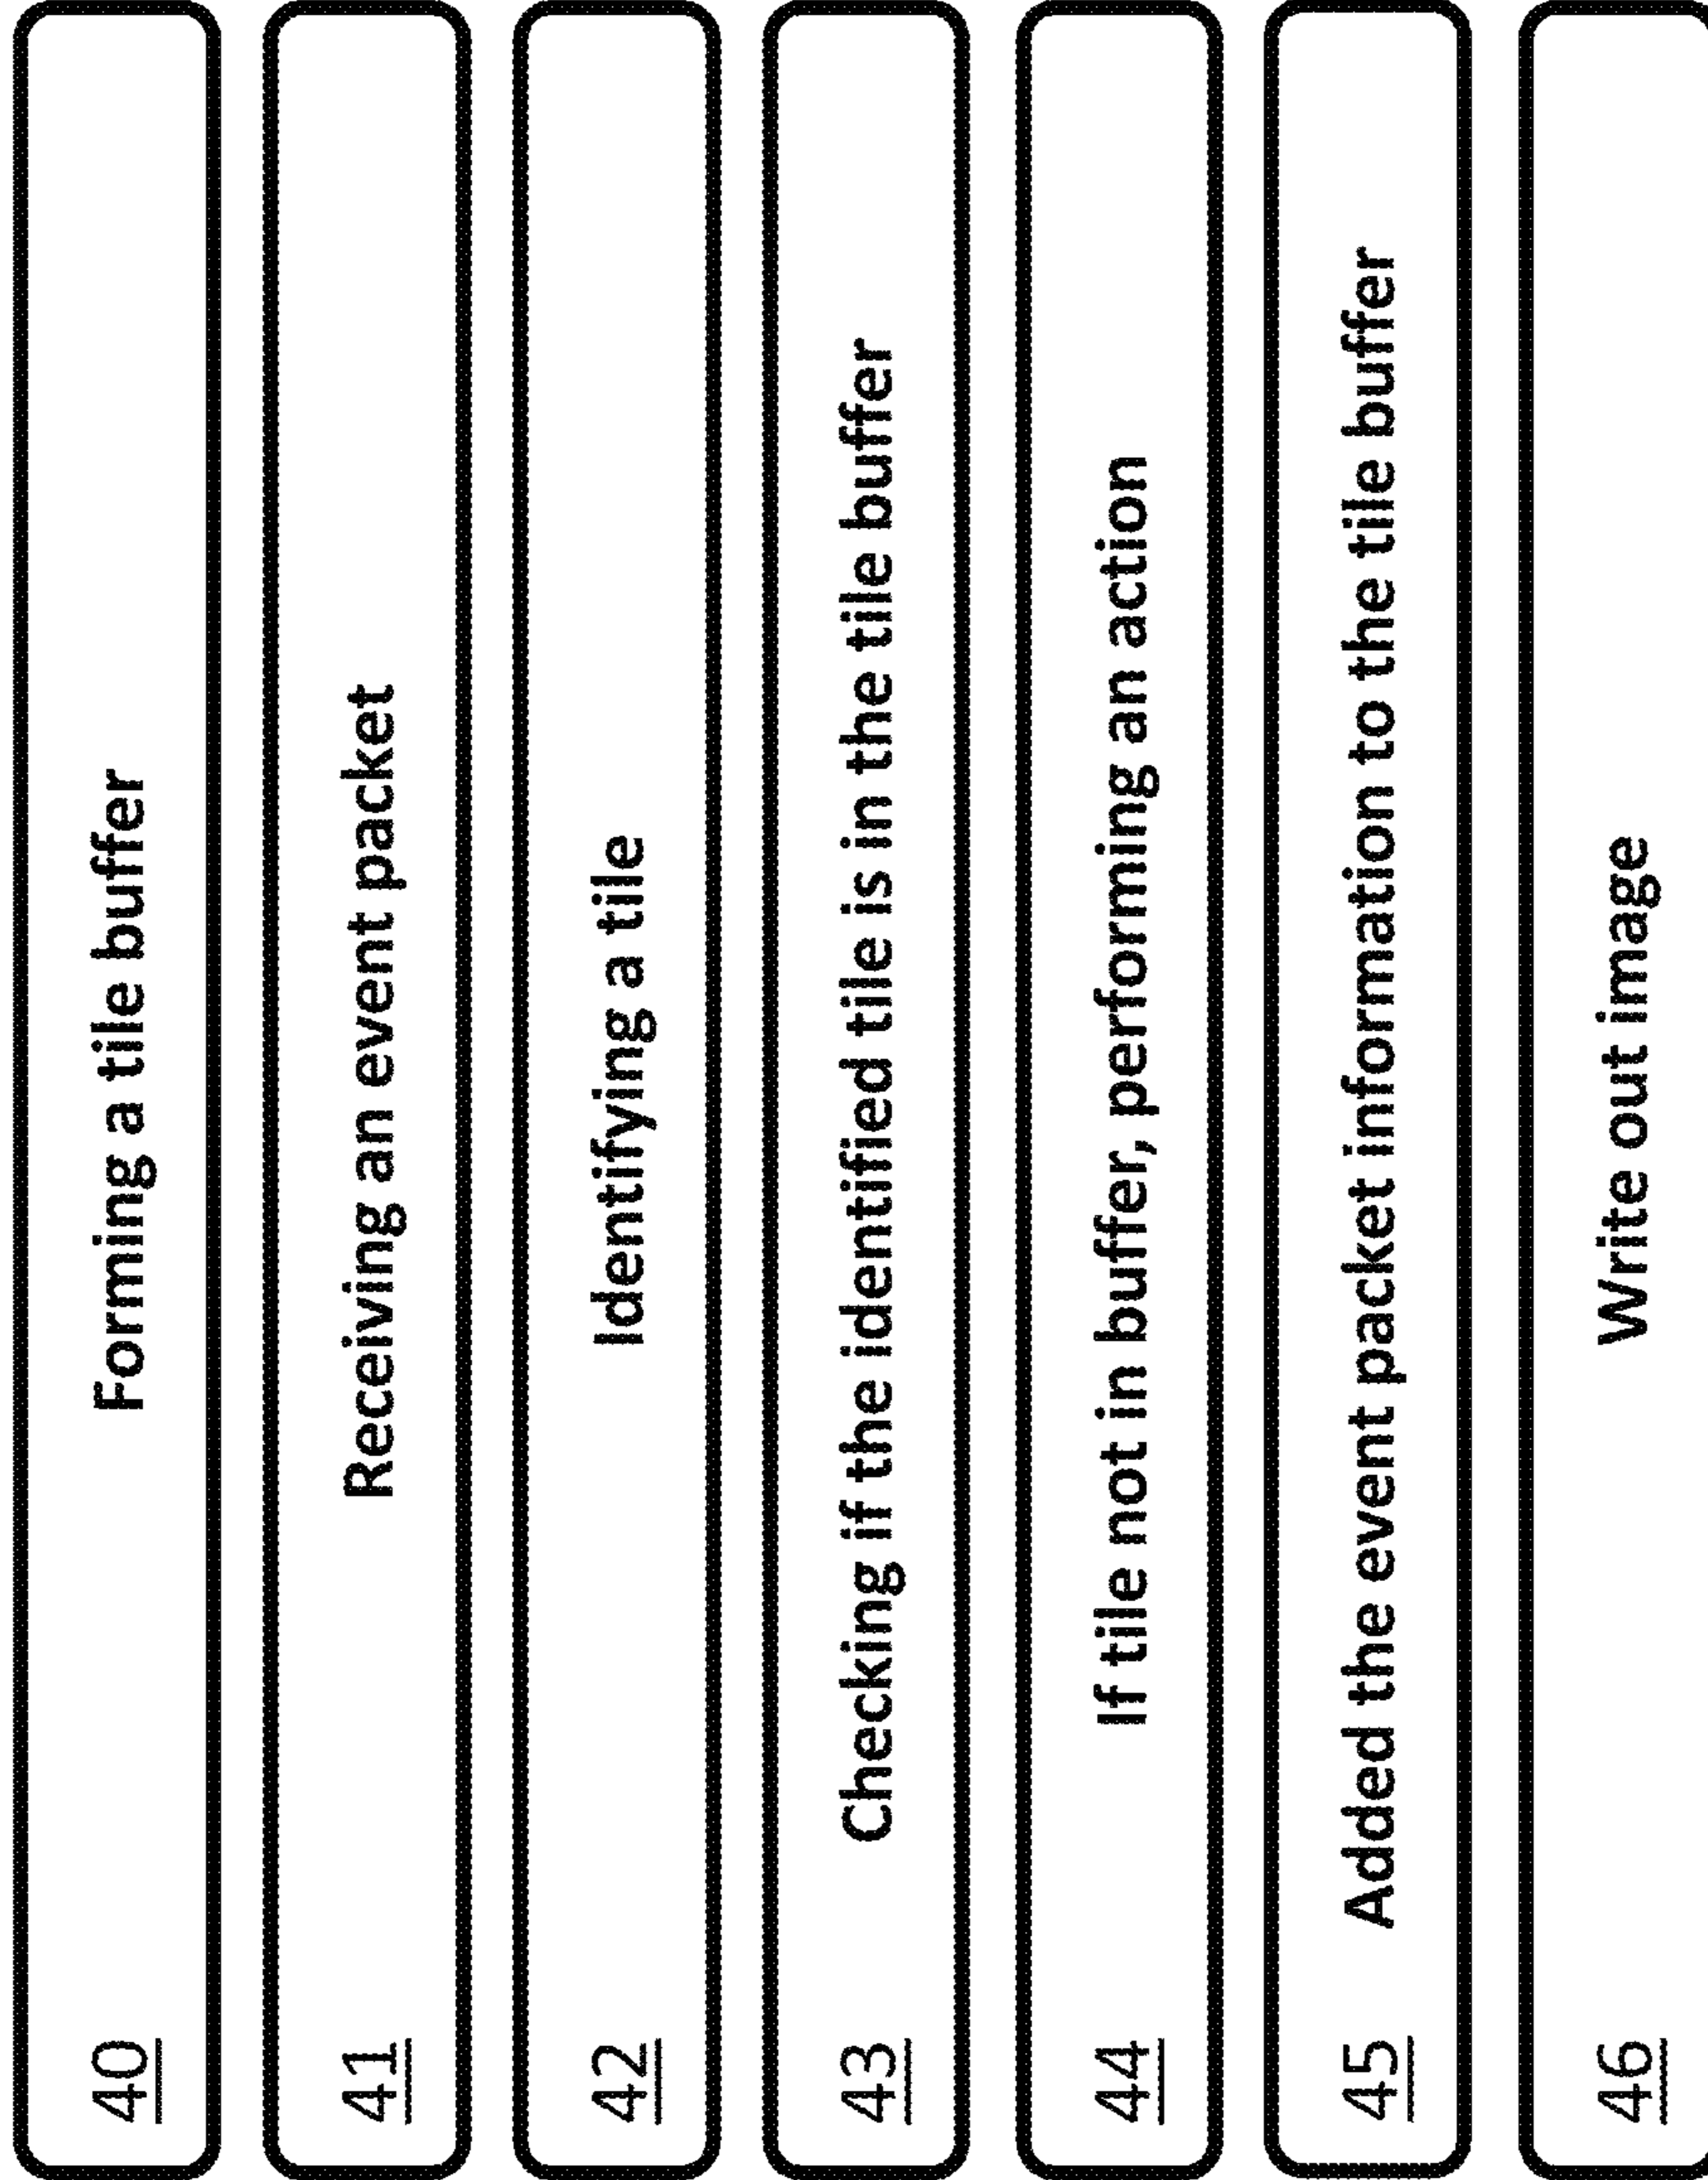 40 Forming a tile buffer
41 Receiving an event packet
42 Identifying a tile
43 Checking if the identified tile is in the tile buffer
44 If tile not in buffer, performing an action
45 Added the event packet information to the tile buffer
46 Write out image